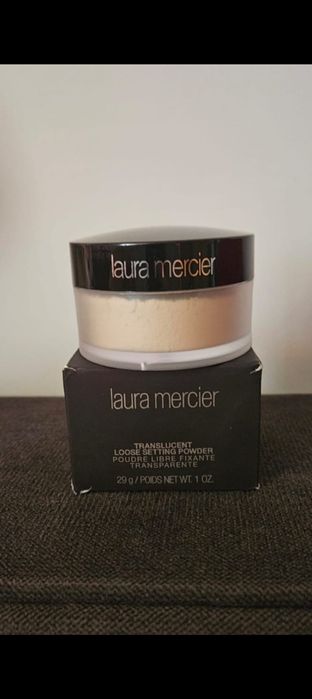 laura mercier
laura mercier
TRANSLUCENT
LOOSE SETTING POWDER
POUDRE LIBRE FIXANTE
TRANSPARENTE
29 g / POIDS NET WT. 1 OZ.